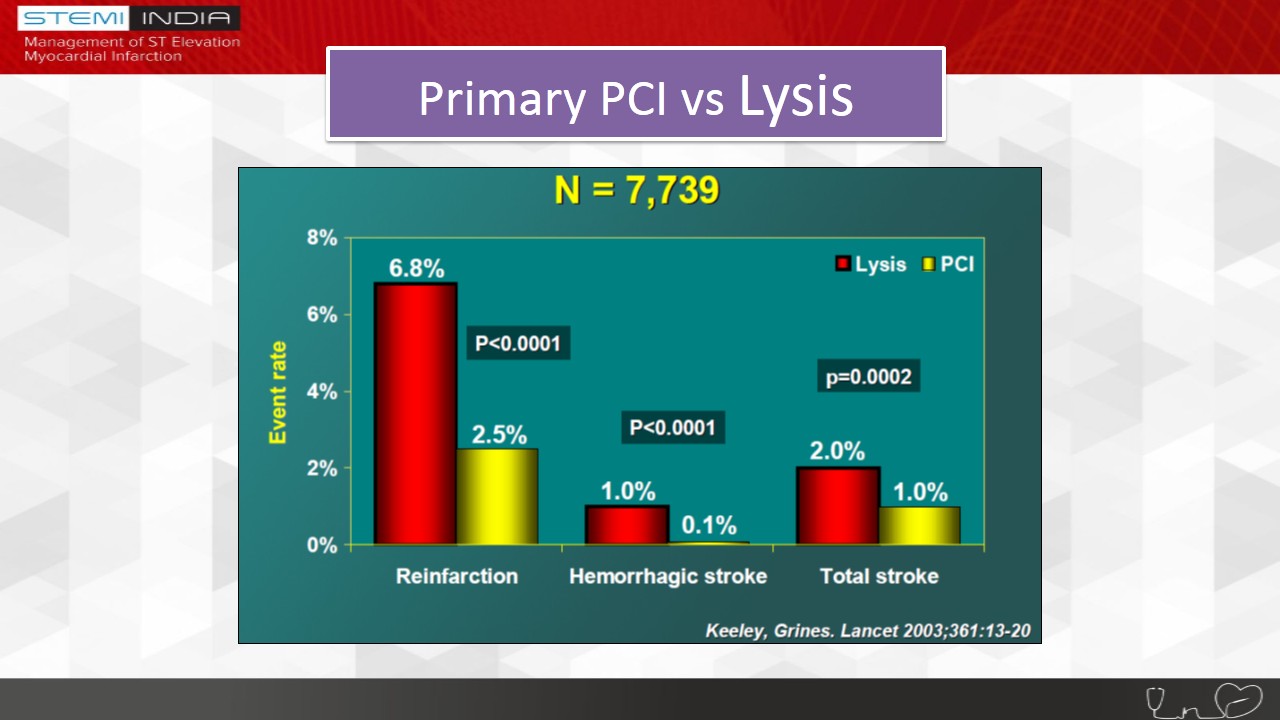 STEMI INDIA
Management of ST Elevation
Myocardial Infarction
Primary PCI vs Lysis
N = 7,739
8%
6%
4%
2%
0%
Event rate
Lysis PCI
6.8%
P<0.0001
2.5%
P<0.0001
1.0%
0.1%
p=0.0002
2.0%
1.0%
Reinfarction Hemorrhagic stroke Total stroke
Keeley, Grines. Lancet 2003;361:13-20